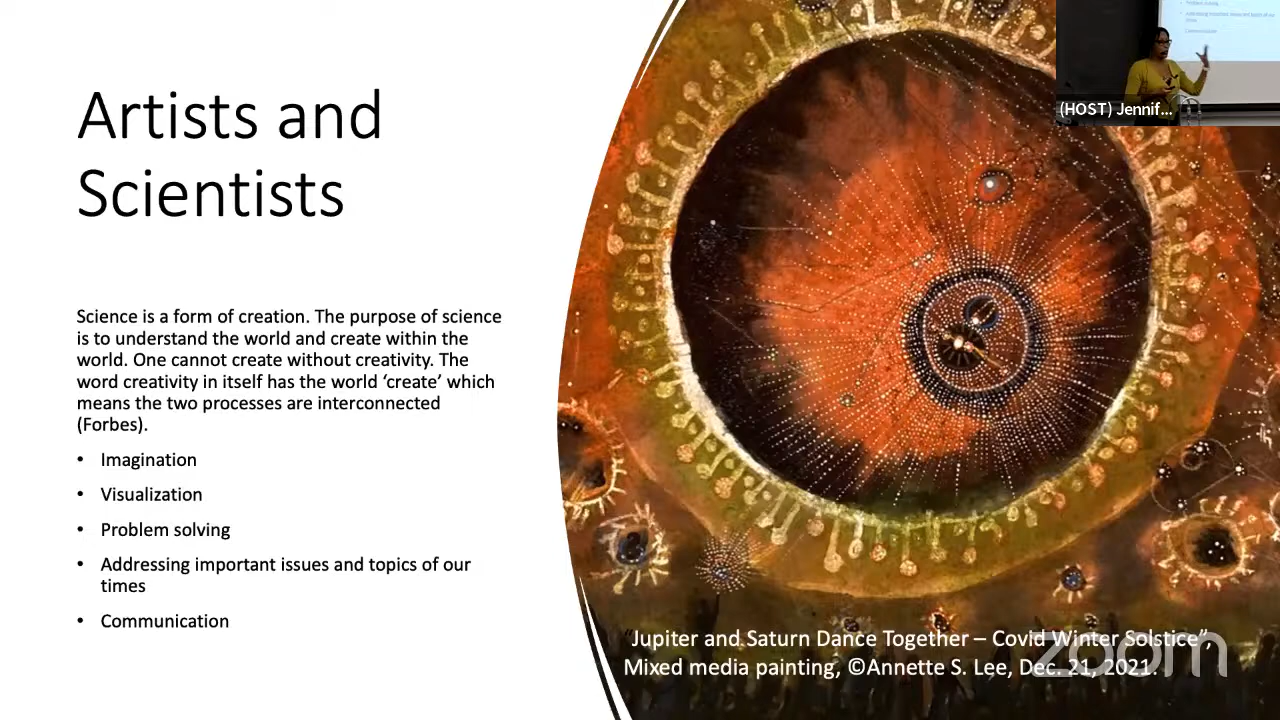 Artists and
Scientists
Science is a form of creation. The purpose of science
is to understand the world and create within the
world. One cannot create without creativity. The
word creativity in itself has the world ‘create’ which
means the two processes are interconnected
(Forbes).
• Imagination
• Visualization
• Problem solving
• Addressing important issues and topics of our
times
• Communication
“Jupiter and Saturn Dance Together – Covid Winter Solstice”,
Mixed media painting, ©Annette S. Lee, Dec. 21, 2021.
(HOST) Jennif...
zoom